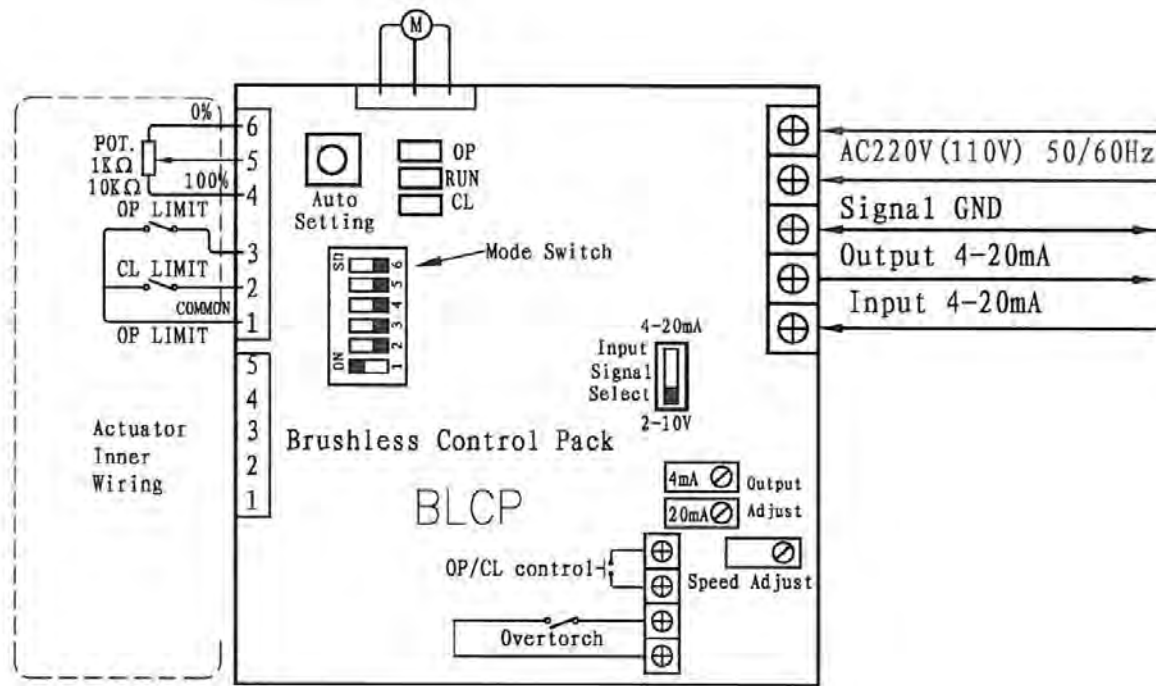 M
0%
6
POT.
1KΩ
10KΩ
5
100%
4
OP LIMIT
3
CL LIMIT
2
COMMON
1
OP LIMIT
5
4
3
2
1
Actuator
Inner
Wiring
Auto
Setting
OP
RUN
CL
Mode Switch
SD
6
5
4
3
2
ON
1
4-20mA
Input
Signal
Select
2-10V
Brushless Control Pack
BLCP
4mA
20mA
Output
Adjust
OP/CL control
Speed Adjust
Overtorch
AC220V(110V) 50/60Hz
Signal GND
Output 4-20mA
Input 4-20mA